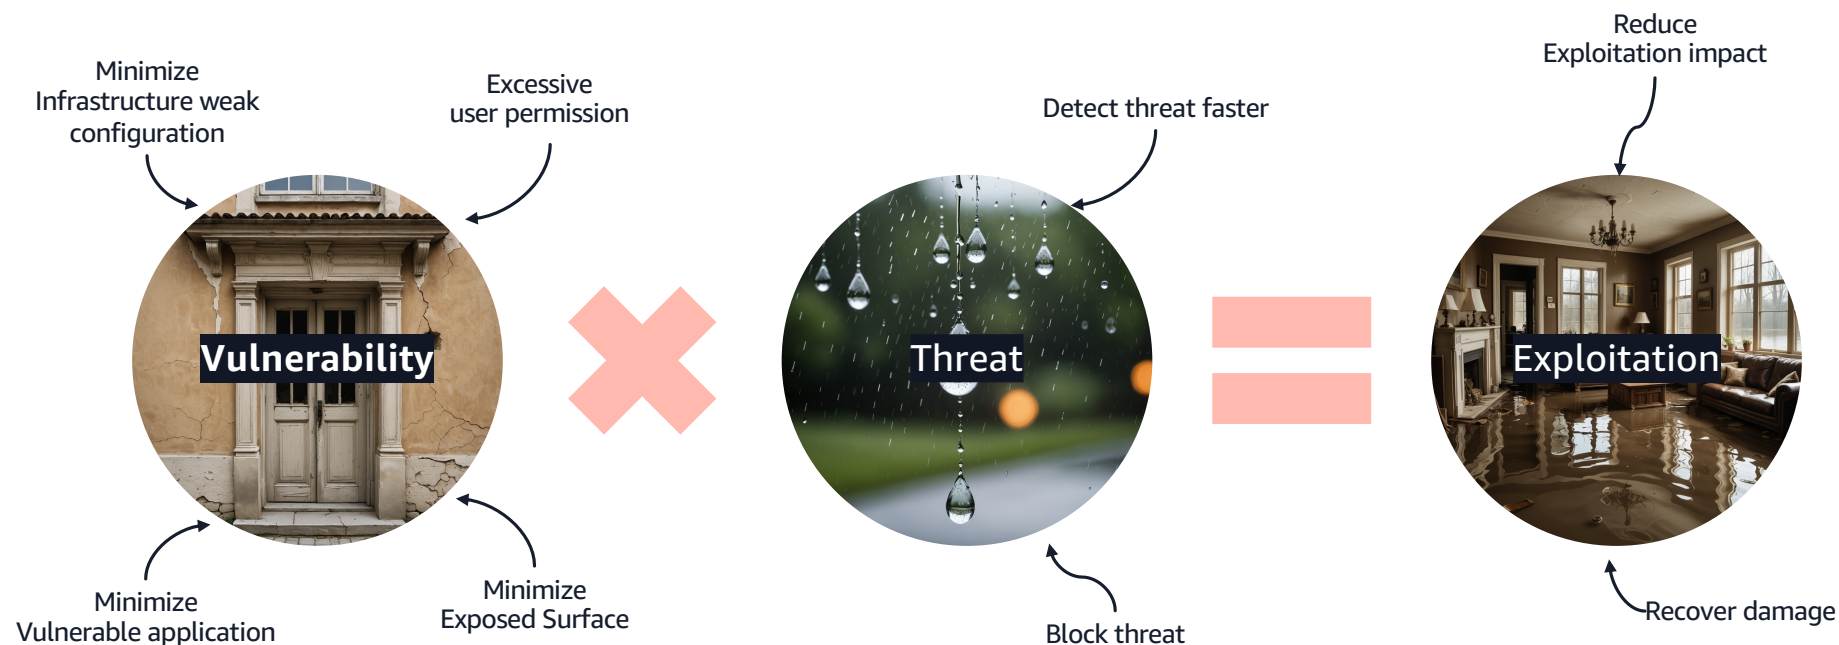 Minimize
Infrastructure weak
configuration
Excessive
user permission
Vulnerability
Minimize
Vulnerable application
Minimize
Exposed Surface
Detect threat faster
Threat
Block threat
Reduce
Exploitation impact
Exploitation
Recover damage